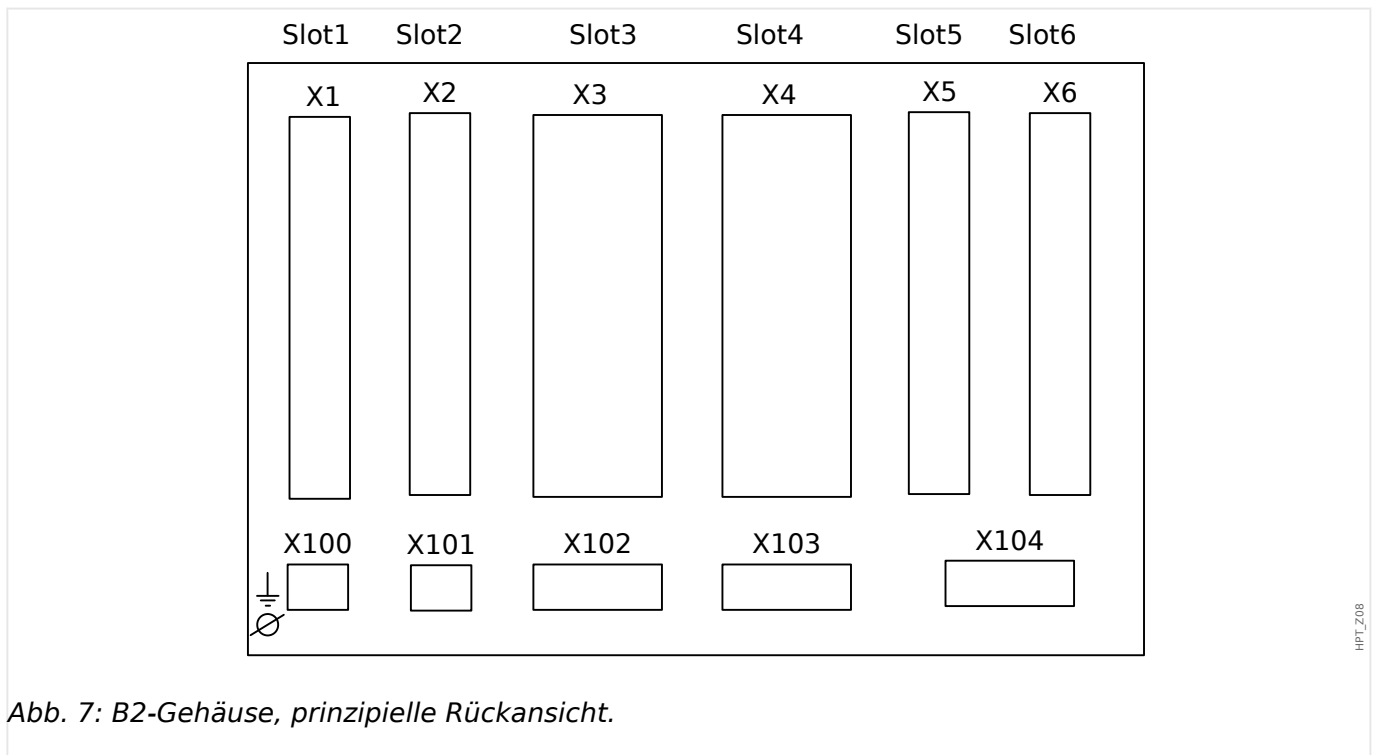 Slot1 Slot2 Slot3 Slot4 Slot5 Slot6
X1 X2 X3 X4 X5 X6
X100 X101 X102 X103 X104
HPT_Z08
Abb. 7: B2-Gehäuse, prinzipielle Rückansicht.